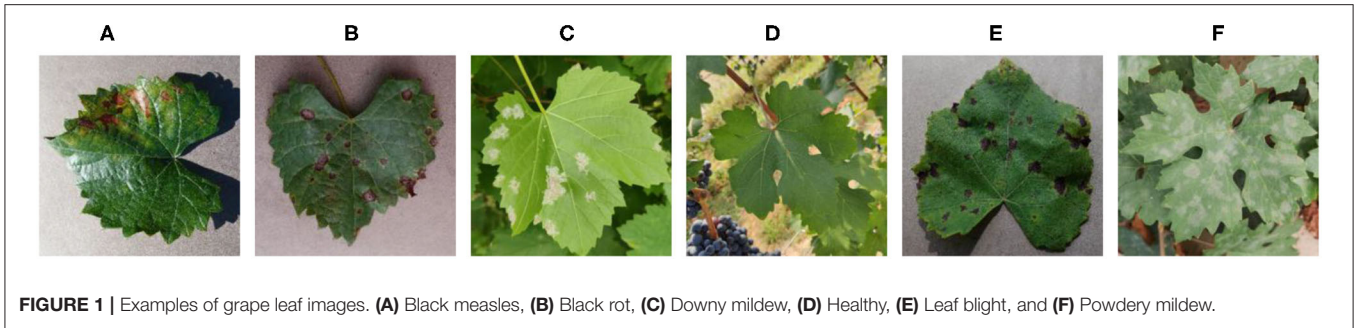 A B C D E F
FIGURE 1 | Examples of grape leaf images. (A) Black measles, (B) Black rot, (C) Downy mildew, (D) Healthy, (E) Leaf blight, and (F) Powdery mildew.